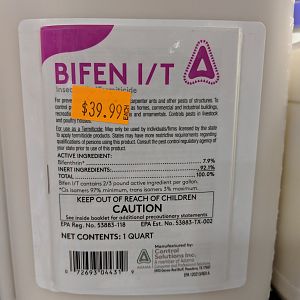 BIFEN I/T
$39.99
For preve carpenter ants and other pests of structures. To
control p s, ferns, commercial and industrial buildings,
and ornamentals. Controls pests in livestock
and poultry
For use as a Termiticide: May only be used by individuals/firms licensed by the state
to apply termiticide products. States may have more restrictive requirements regarding
qualifications of persons using this product. Consult the pest control regulatory agency of
your state prior to use of this product.
ACTIVE INGREDIENT:
Bifenthrin* 7.9%
INERT INGREDIENTS: 92.1%
TOTAL: 100.0%
Bifen I/T contains 2/3 pound active ingredient per gallon.
*Cis isomers 97% minimum, trans isomers 3% maximum.
KEEP OUT OF REACH OF CHILDREN
CAUTION
See inside booklet for additional precautionary statements
EPA Reg. No. 53883-118 EPA Est. No. 53883-TX-002
NET CONTENTS: 1 QUART
0 72693 04431 9
ADAMA
Manufactured by:
Control
Solutions Inc.